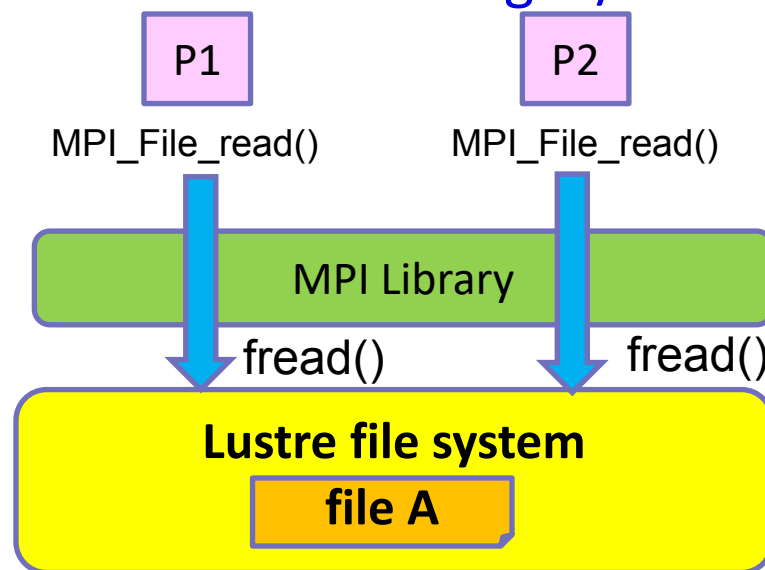 P1 P2
MPI_File_read() MPI_File_read()
MPI Library
fread() fread()
Lustre file system
file A